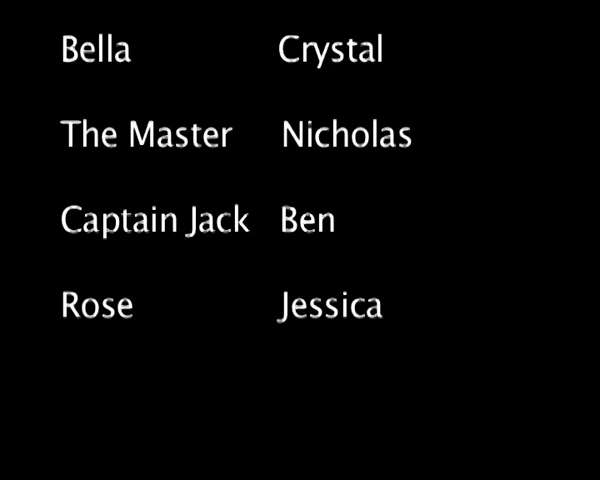 Bella Crystal
The Master Nicholas
Captain Jack Ben
Rose Jessica